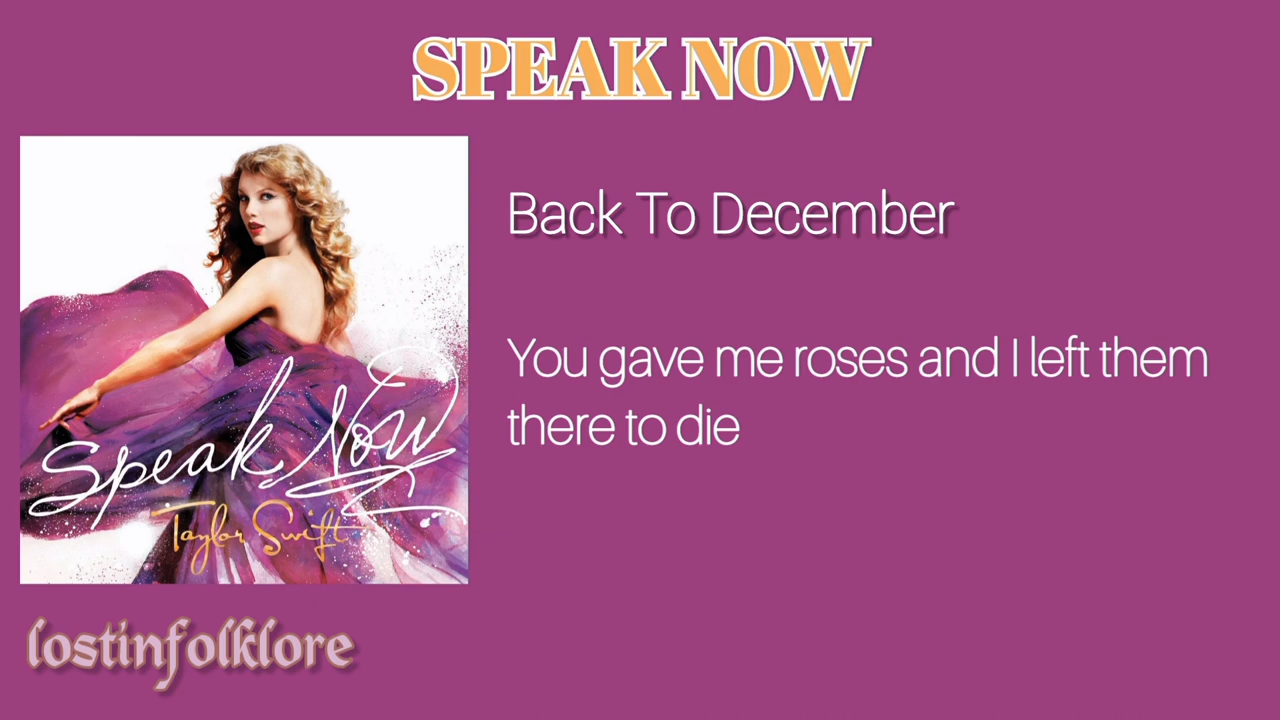 SPEAK NOW
Speak Now
Taylor Swift
Back To December
You gave me roses and I left them
there to die
lostinfolklore